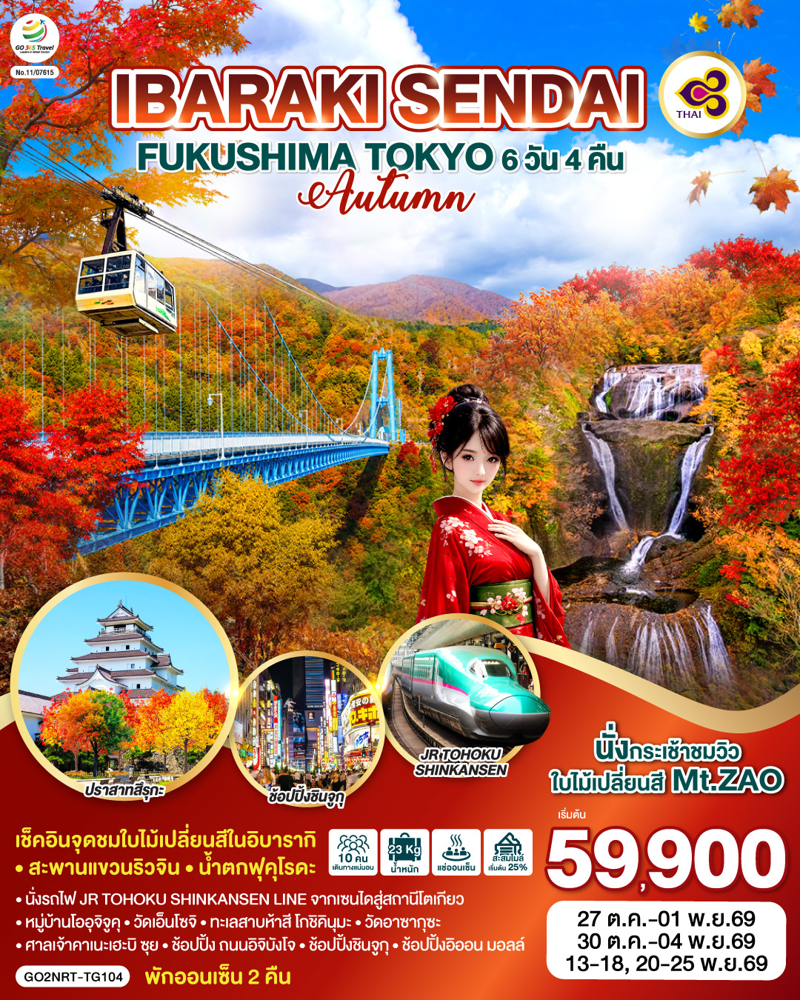 GO 365 Travel
Leaders in Global Tourism
No.11/07615
IBARAKI SENDAI
THAI
FUKUSHIMA TOKYO 6 วัน 4 คืน
Autumn
ปราสาทสึรุกะ
ช้อปปิ้งชินจูกุ
JR TOHOKU
SHINKANSEN
นั่งกระเช้าชมวิว
ใบไม้เปลี่ยนสี Mt.ZAO
เริ่มต้น
59,900
เช็คอินจุดชมใบไม้เปลี่ยนสีในอิบารากิ
• สะพานแขวนริวจิน • น้ำตกฟุคุโรดะ
10 คน
เดินทางแน่นอน
23 Kg
น้ำหนัก
แช่ออนเซ็น
สะสมไมล์
เริ่มต้น 25%
• นั่งรถไฟ JR TOHOKU SHINKANSEN LINE จากเซนไดสู่สถานีโตเกียว
• หมู่บ้านโออุจิจูคุ • วัดเอ็นโซจิ • ทะเลสาบห้าสี โกชิคินุมะ • วัดอาซากุซะ
• ศาลเจ้าคาเนะเฮะบิ ซุย • ช้อปปิ้ง ถนนอิจิบังโจ • ช้อปปิ้งชินจูกุ • ช้อปปิ้งอิออน มอลล์
27 ต.ค.-01 พ.ย.69
30 ต.ค.-04 พ.ย.69
13-18, 20-25 พ.ย.69
GO2NRT-TG104
พักออนเซ็น 2 คืน